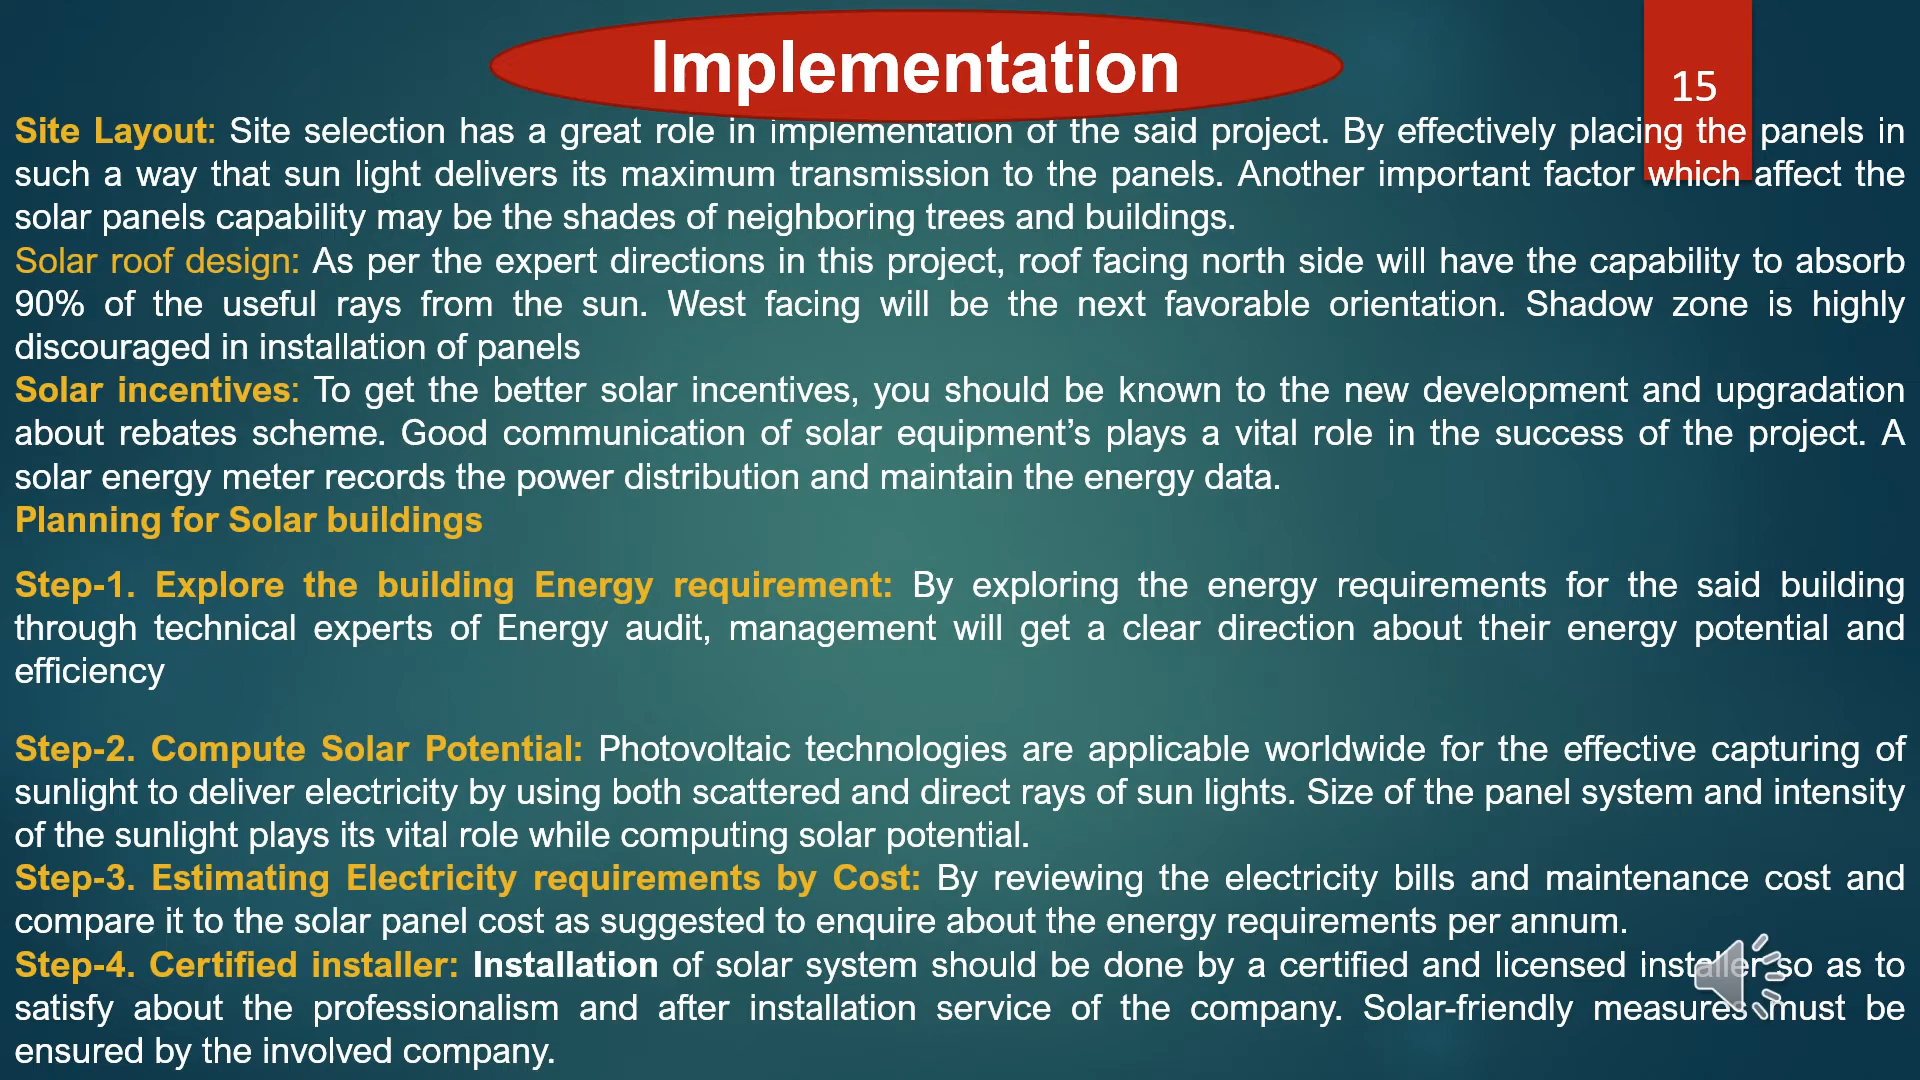 Implementation
15
Site Layout: Site selection has a great role in implementation of the said project. By effectively placing the panels in
such a way that sun light delivers its maximum transmission to the panels. Another important factor which affect the
solar panels capability may be the shades of neighboring trees and buildings.
Solar roof design: As per the expert directions in this project, roof facing north side will have the capability to absorb
90% of the useful rays from the sun. West facing will be the next favorable orientation. Shadow zone is highly
discouraged in installation of panels
Solar incentives: To get the better solar incentives, you should be known to the new development and upgradation
about rebates scheme. Good communication of solar equipment’s plays a vital role in the success of the project. A
solar energy meter records the power distribution and maintain the energy data.
Planning for Solar buildings
Step-1. Explore the building Energy requirement: By exploring the energy requirements for the said building
through technical experts of Energy audit, management will get a clear direction about their energy potential and
efficiency
Step-2. Compute Solar Potential: Photovoltaic technologies are applicable worldwide for the effective capturing of
sunlight to deliver electricity by using both scattered and direct rays of sun lights. Size of the panel system and intensity
of the sunlight plays its vital role while computing solar potential.
Step-3. Estimating Electricity requirements by Cost: By reviewing the electricity bills and maintenance cost and
compare it to the solar panel cost as suggested to enquire about the energy requirements per annum.
Step-4. Certified installer: Installation of solar system should be done by a certified and licensed installer so as to
satisfy about the professionalism and after installation service of the company. Solar-friendly measures must be
ensured by the involved company.